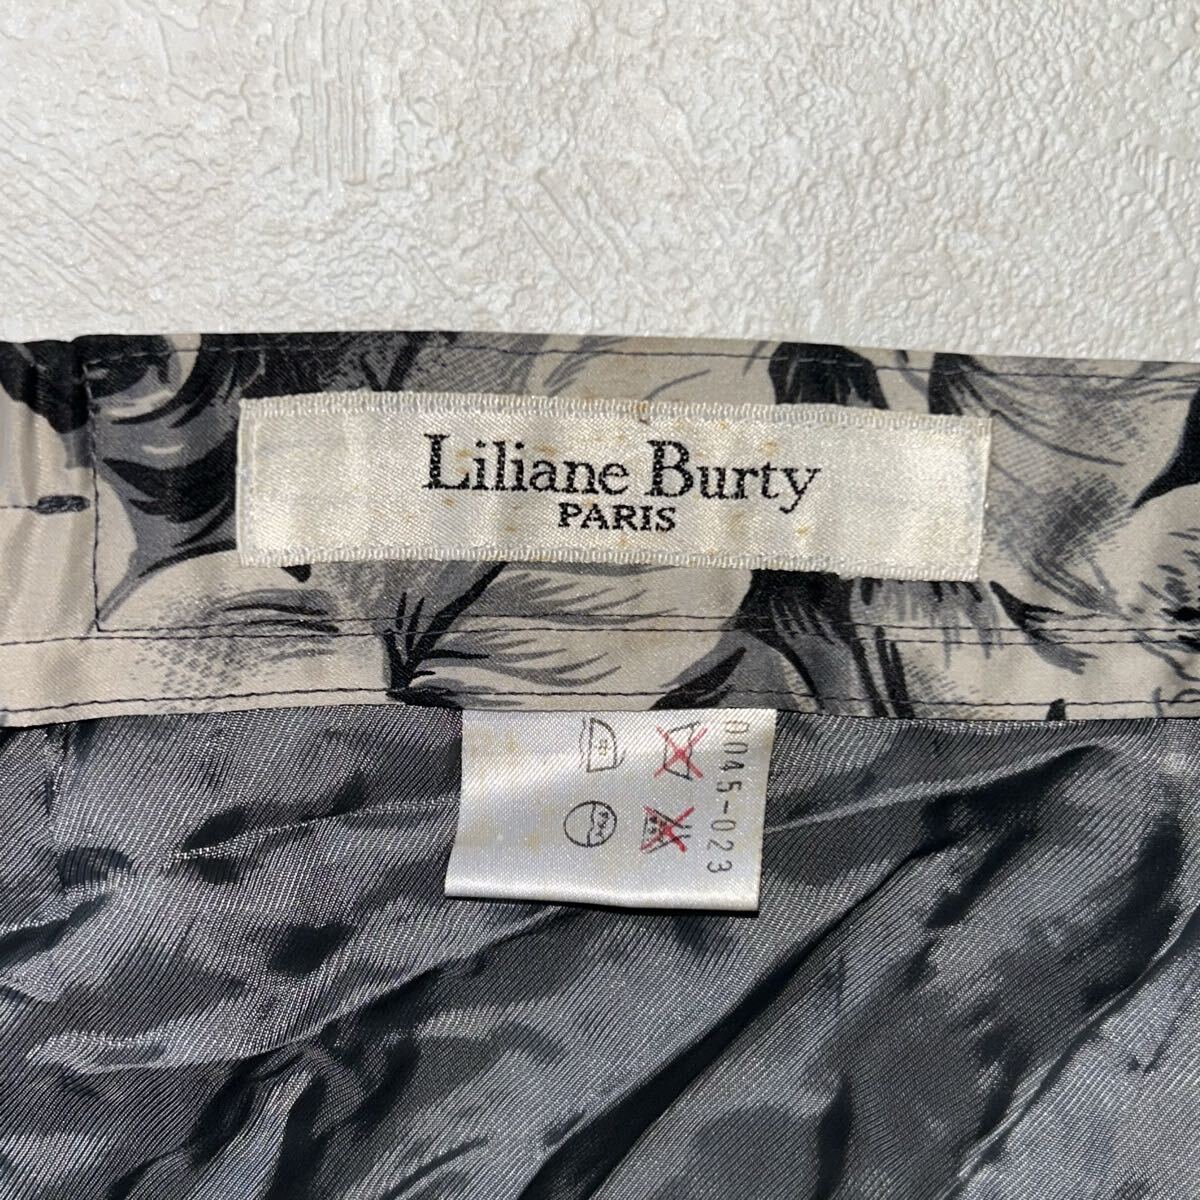 Liliane Burty
PARIS
0045-023